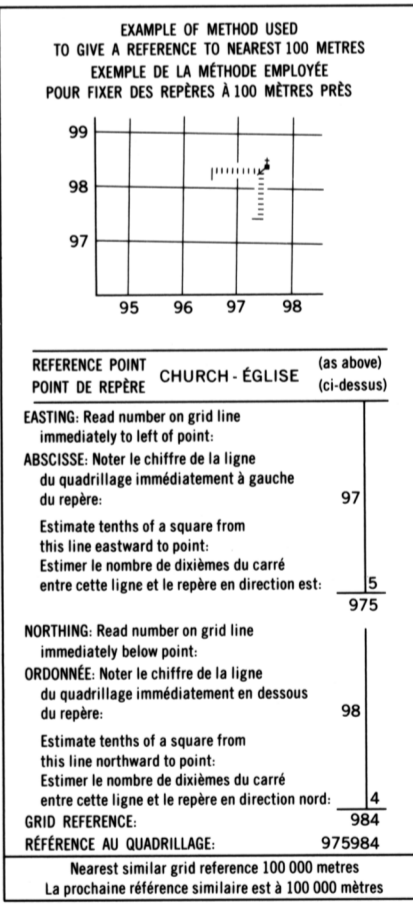 EXAMPLE OF METHOD USED
TO GIVE A REFERENCE TO NEAREST 100 METRES
EXEMPLE DE LA MÉTHODE EMPLOYÉE
POUR FIXER DES REPÈRES À 100 MÈTRES PRÈS
99
98
97
95 96 97 98
REFERENCE POINT
POINT DE REPÈRE
CHURCH - ÉGLISE
(as above)
(ci-dessus)
EASTING: Read number on grid line
immediately to left of point:
ABSCISSE: Noter le chiffre de la ligne
du quadrillage immédiatement à gauche
du repère: 97
Estimate tenths of a square from
this line eastward to point:
Estimer le nombre de dixièmes du carré
entre cette ligne et le repère en direction est: 5
975
NORTHING: Read number on grid line
immediately below point:
ORDONNÉE: Noter le chiffre de la ligne
du quadrillage immédiatement en dessous
du repère: 98
Estimate tenths of a square from
this line northward to point:
Estimer le nombre de dixièmes du carré
entre cette ligne et le repère en direction nord: 4
GRID REFERENCE: 984
RÉFÉRENCE AU QUADRILLAGE: 975984
Nearest similar grid reference 100 000 metres
La prochaine référence similaire est à 100 000 mètres